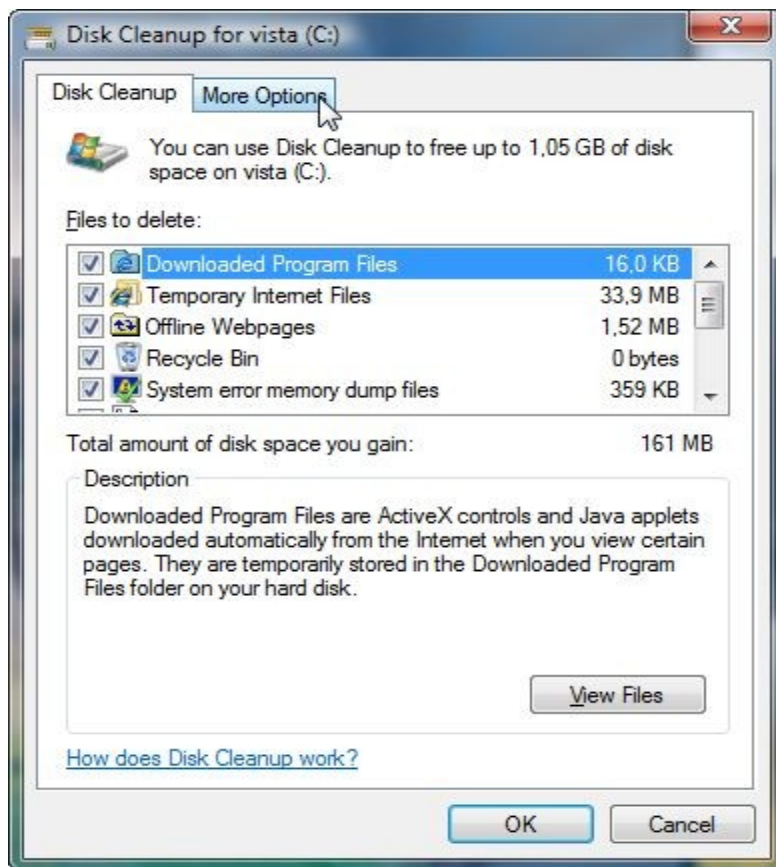 Disk Cleanup for vista (C:)
Disk Cleanup
More Options
You can use Disk Cleanup to free up to 1,05 GB of disk
space on vista (C:).
Files to delete:
Downloaded Program Files 16,0 KB
Temporary Internet Files 33,9 MB
Offline Webpages 1,52 MB
Recycle Bin 0 bytes
System error memory dump files 359 KB
Total amount of disk space you gain: 161 MB
Description
Downloaded Program Files are ActiveX controls and Java applets
downloaded automatically from the Internet when you view certain
pages. They are temporarily stored in the Downloaded Program
Files folder on your hard disk.
View Files
How does Disk Cleanup work?
OK Cancel